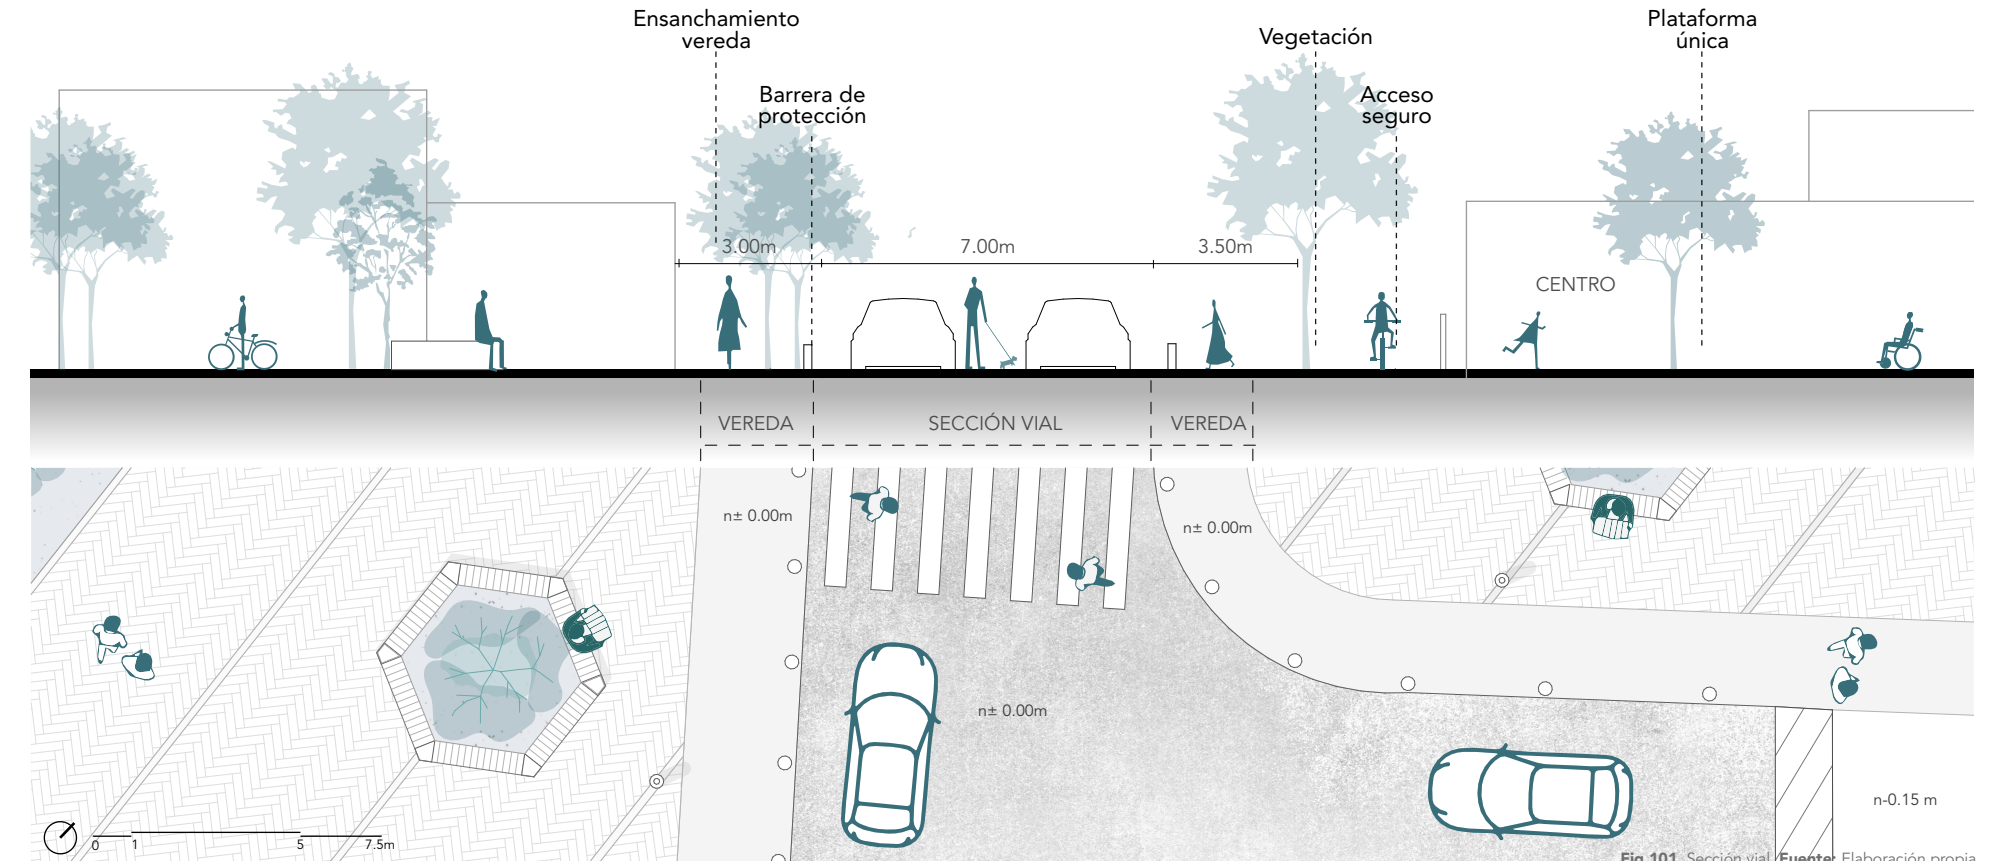 Ensanchamiento
vereda
Barrera de
protección
Vegetación
Acceso
seguro
Plataforma
única
3.00m
7.00m
3.50m
CENTRO
VEREDA
SECCIÓN VIAL
VEREDA
n± 0.00m
n± 0.00m
n± 0.00m
n-0.15 m
0 1 5 7.5m
Fig 101. Sección vial. Fuente: Elaboración propia